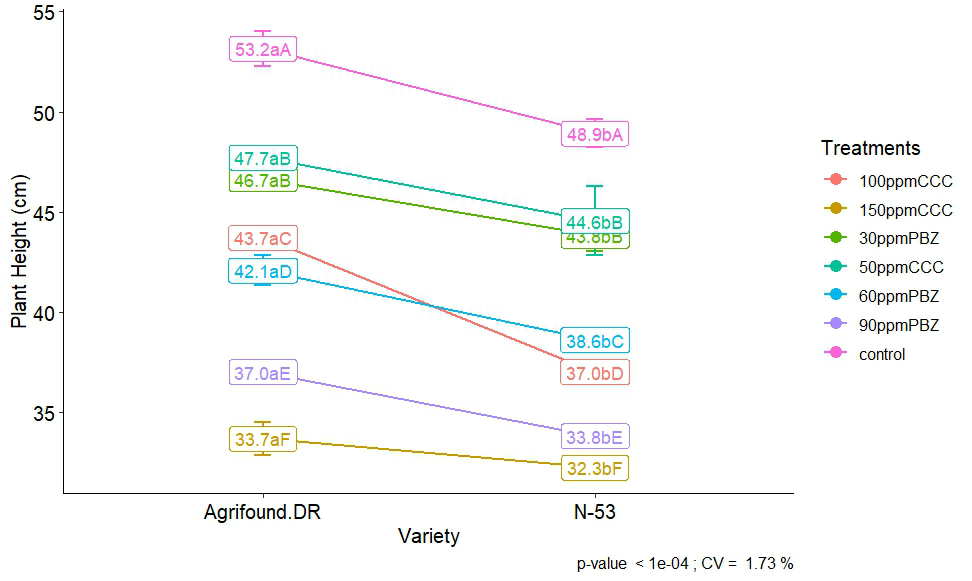 Plant Height (cm)
55
50
45
40
35
53.2aA
48.9bA
47.7aB
46.7aB
44.6bB
43.8bB
43.7aC
42.1aD
38.6bC
37.0aE
37.0bD
33.7aF
33.8bE
32.3bF
Agrifound.DR
N-53
Variety
Treatments
100ppmCCC
150ppmCCC
30ppmPBZ
50ppmCCC
60ppmPBZ
90ppmPBZ
control
p-value < 1e-04 ; CV = 1.73 %